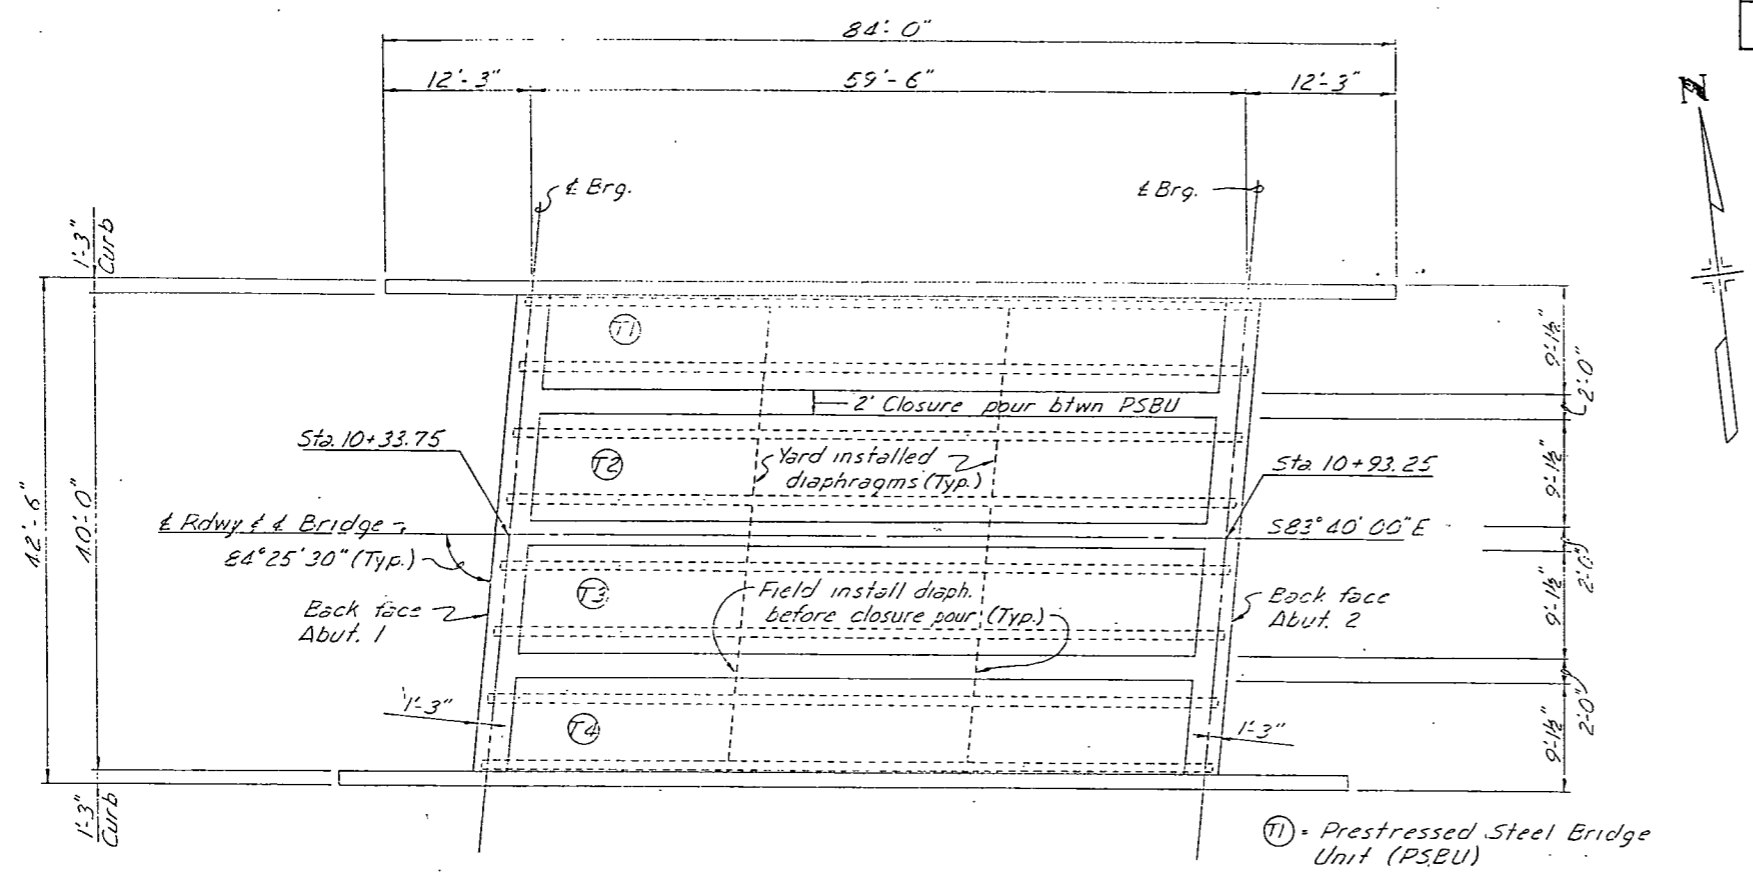 84'-0"
12'-3" 59'-6" 12'-3"
N
℄ Brg.
℄ Brg.
1'-3"
Curb
T1
9'-1½"
2'-0"
2' Closure pour btwn PSBU
Sta. 10+33.75
T2
Yard installed
diaphragms (Typ.)
Sta. 10+93.25
9'-1½"
42'-6"
40'-0"
℄ Rdwy & ℄ Bridge
S83°40'00"E
84°25'30" (Typ.)
2'-0"
T3
Field install diaph.
before closure pour (Typ.)
Back face
Abut. 1
Back face
Abut. 2
9'-1½"
1'-3"
T4
1'-3"
2'-0"
9'-1½"
1'-3"
Curb
T1 = Prestressed Steel Bridge
Unit (PSBU)